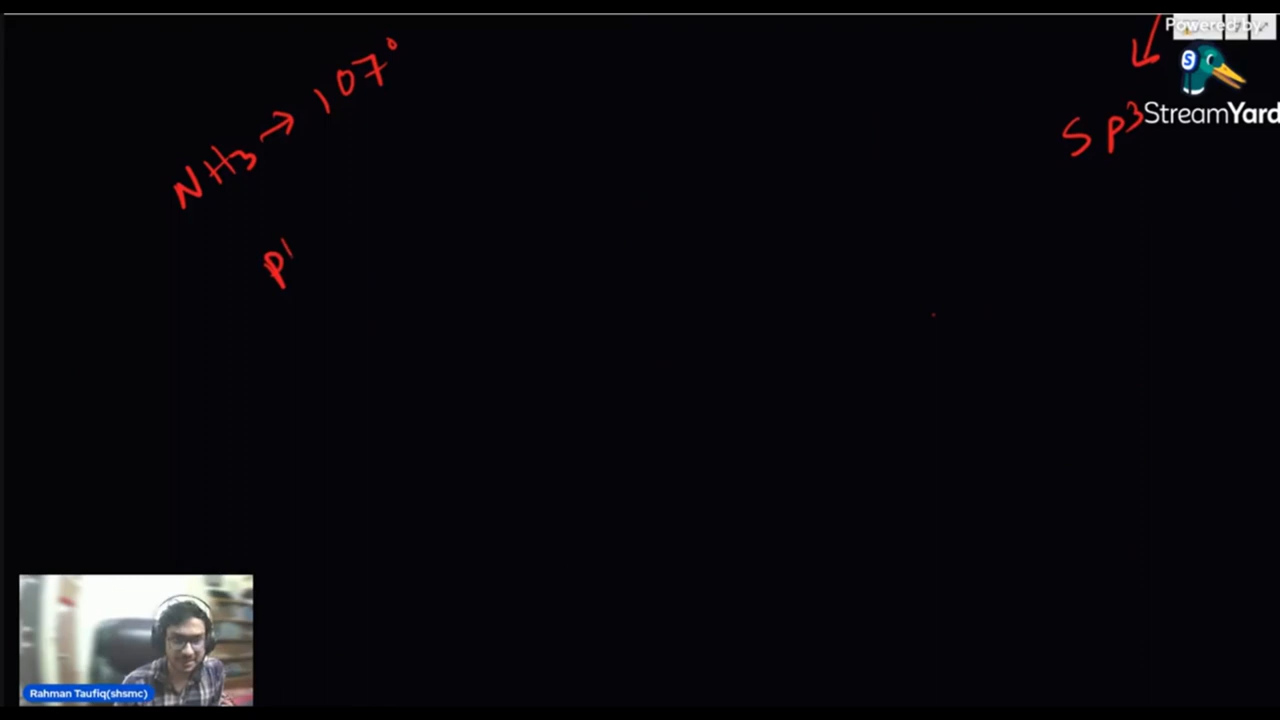 Powered by
StreamYard
NH3 → 107°
Sp³
Rahman Taufiq(shsmc)